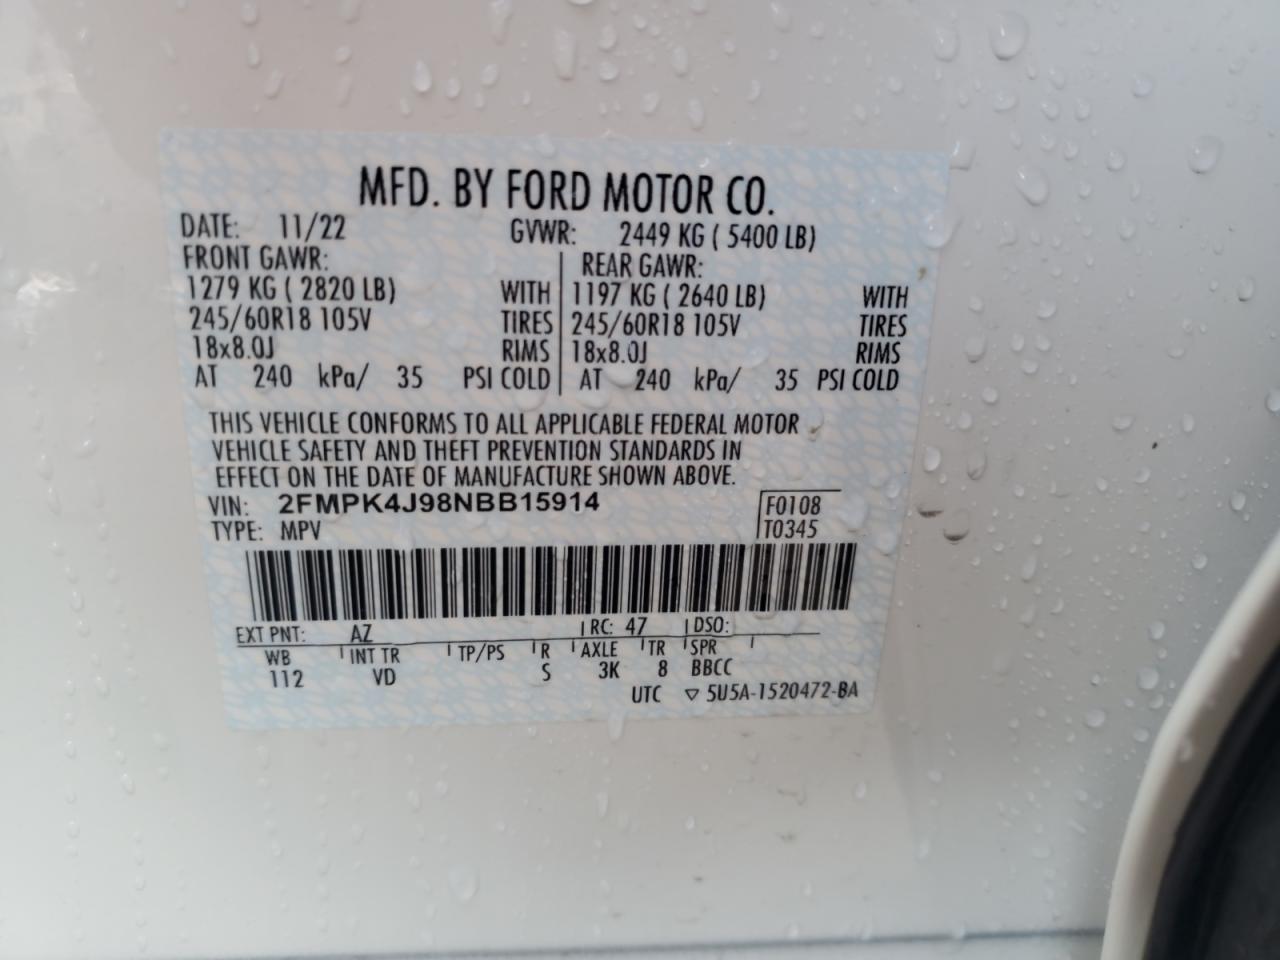 MFD. BY FORD MOTOR CO.
DATE: 11/22 GVWR: 2449 KG ( 5400 LB)
FRONT GAWR: REAR GAWR:
1279 KG ( 2820 LB) WITH 1197 KG ( 2640 LB) WITH
245/60R18 105V TIRES 245/60R18 105V TIRES
18x8.0J RIMS 18x8.0J RIMS
AT 240 kPa/ 35 PSI COLD AT 240 kPa/ 35 PSI COLD
THIS VEHICLE CONFORMS TO ALL APPLICABLE FEDERAL MOTOR
VEHICLE SAFETY AND THEFT PREVENTION STANDARDS IN
EFFECT ON THE DATE OF MANUFACTURE SHOWN ABOVE.
VIN: 2FMPK4J98NBB15914 F0108
TYPE: MPV T0345
EXT PNT: AZ RC: 47 DSO:
WB INT TR TP/PS R AXLE TR SPR
112 VD S 3K 8 BBCC
UTC ▽ 5U5A-1520472-BA